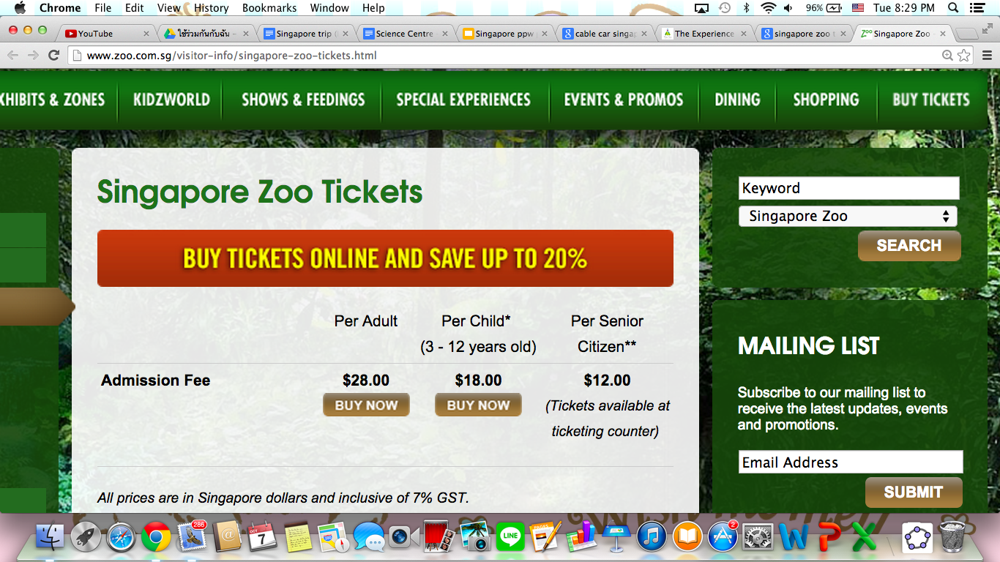 Chrome File Edit View History Bookmarks Window Help 96% Tue 8:29 PM
YouTube
ใช้ร่วมกันกับฉัน -
Singapore trip (
Science Centre
Singapore ppw
cable car singap
The Experience
singapore zoo t
Singapore Zoo -
www.zoo.com.sg/visitor-info/singapore-zoo-tickets.html
XHIBITS & ZONES KIDZWORLD SHOWS & FEEDINGS SPECIAL EXPERIENCES EVENTS & PROMOS DINING SHOPPING BUY TICKETS
Singapore Zoo Tickets
BUY TICKETS ONLINE AND SAVE UP TO 20%
Per Adult Per Child* Per Senior
(3 - 12 years old) Citizen**
Admission Fee $28.00 $18.00 $12.00
BUY NOW BUY NOW (Tickets available at
ticketing counter)
All prices are in Singapore dollars and inclusive of 7% GST.
Keyword
Singapore Zoo
SEARCH
MAILING LIST
Subscribe to our mailing list to
receive the latest updates, events
and promotions.
Email Address
SUBMIT
286
OCT
7
LINE
PAGES
2